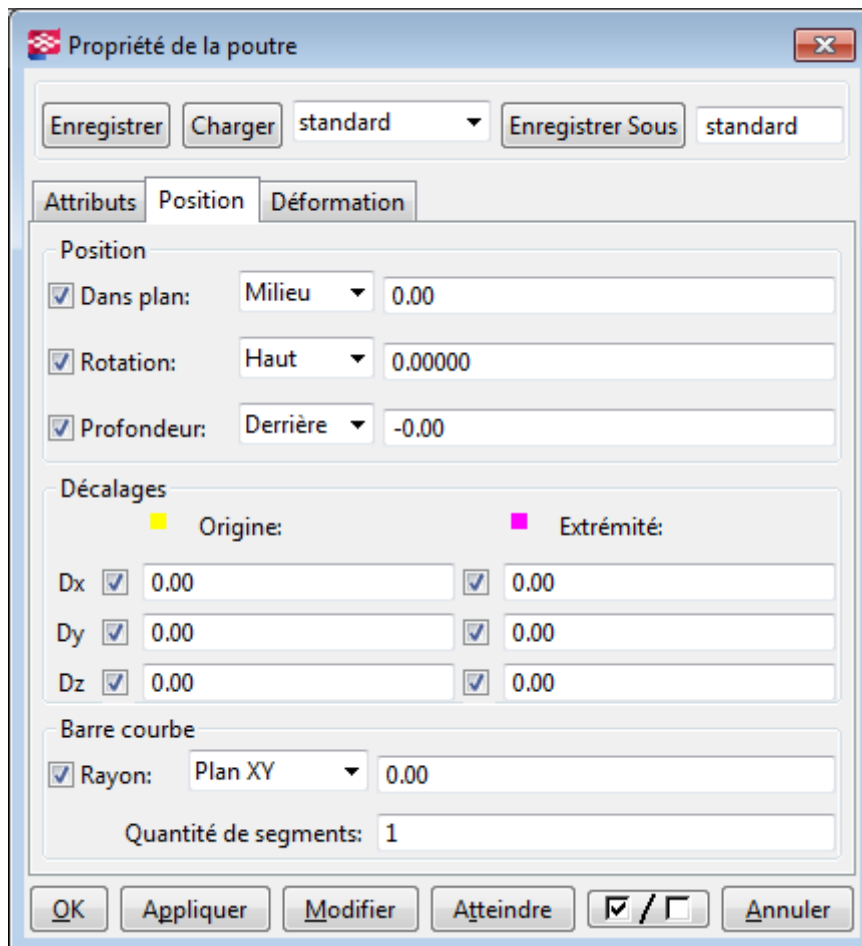 Propriété de la poutre
Enregistrer Charger standard Enregistrer Sous standard
Attributs Position Déformation
Position
Dans plan: Milieu 0.00
Rotation: Haut 0.00000
Profondeur: Derrière -0.00
Décalages
Origine: Extrémité:
Dx 0.00 0.00
Dy 0.00 0.00
Dz 0.00 0.00
Barre courbe
Rayon: Plan XY 0.00
Quantité de segments: 1
OK Appliquer Modifier Atteindre / Annuler